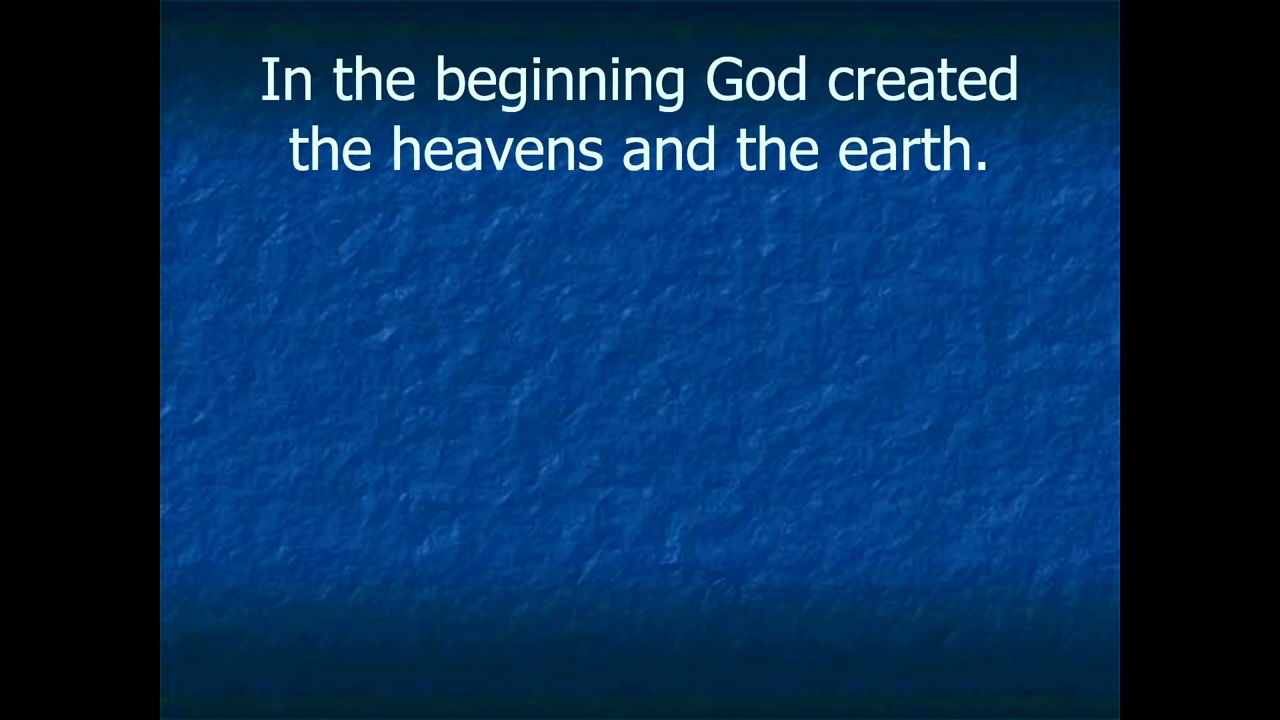 In the beginning God created
the heavens and the earth.